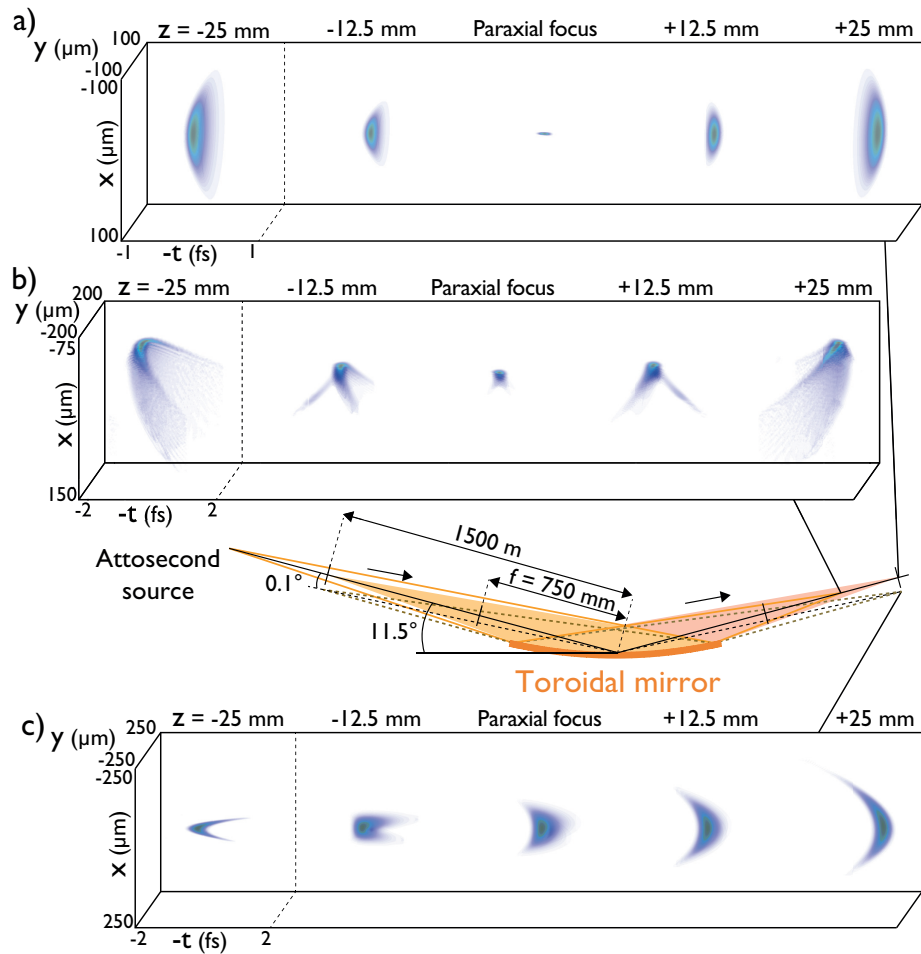 a)
z = -25 mm -12.5 mm Paraxial focus +12.5 mm +25 mm
y (µm) 100
-100
-100
x (µm)
100
-1 -t (fs) 1
b)
z = -25 mm -12.5 mm Paraxial focus +12.5 mm +25 mm
y (µm) 200
-200
-75
x (µm)
150
-2 -t (fs) 2
Attosecond
source
1500 m
f = 750 mm
0.1°
11.5°
Toroidal mirror
c)
z = -25 mm -12.5 mm Paraxial focus +12.5 mm +25 mm
y (µm) 250
-250
-250
x (µm)
250
-2 -t (fs) 2